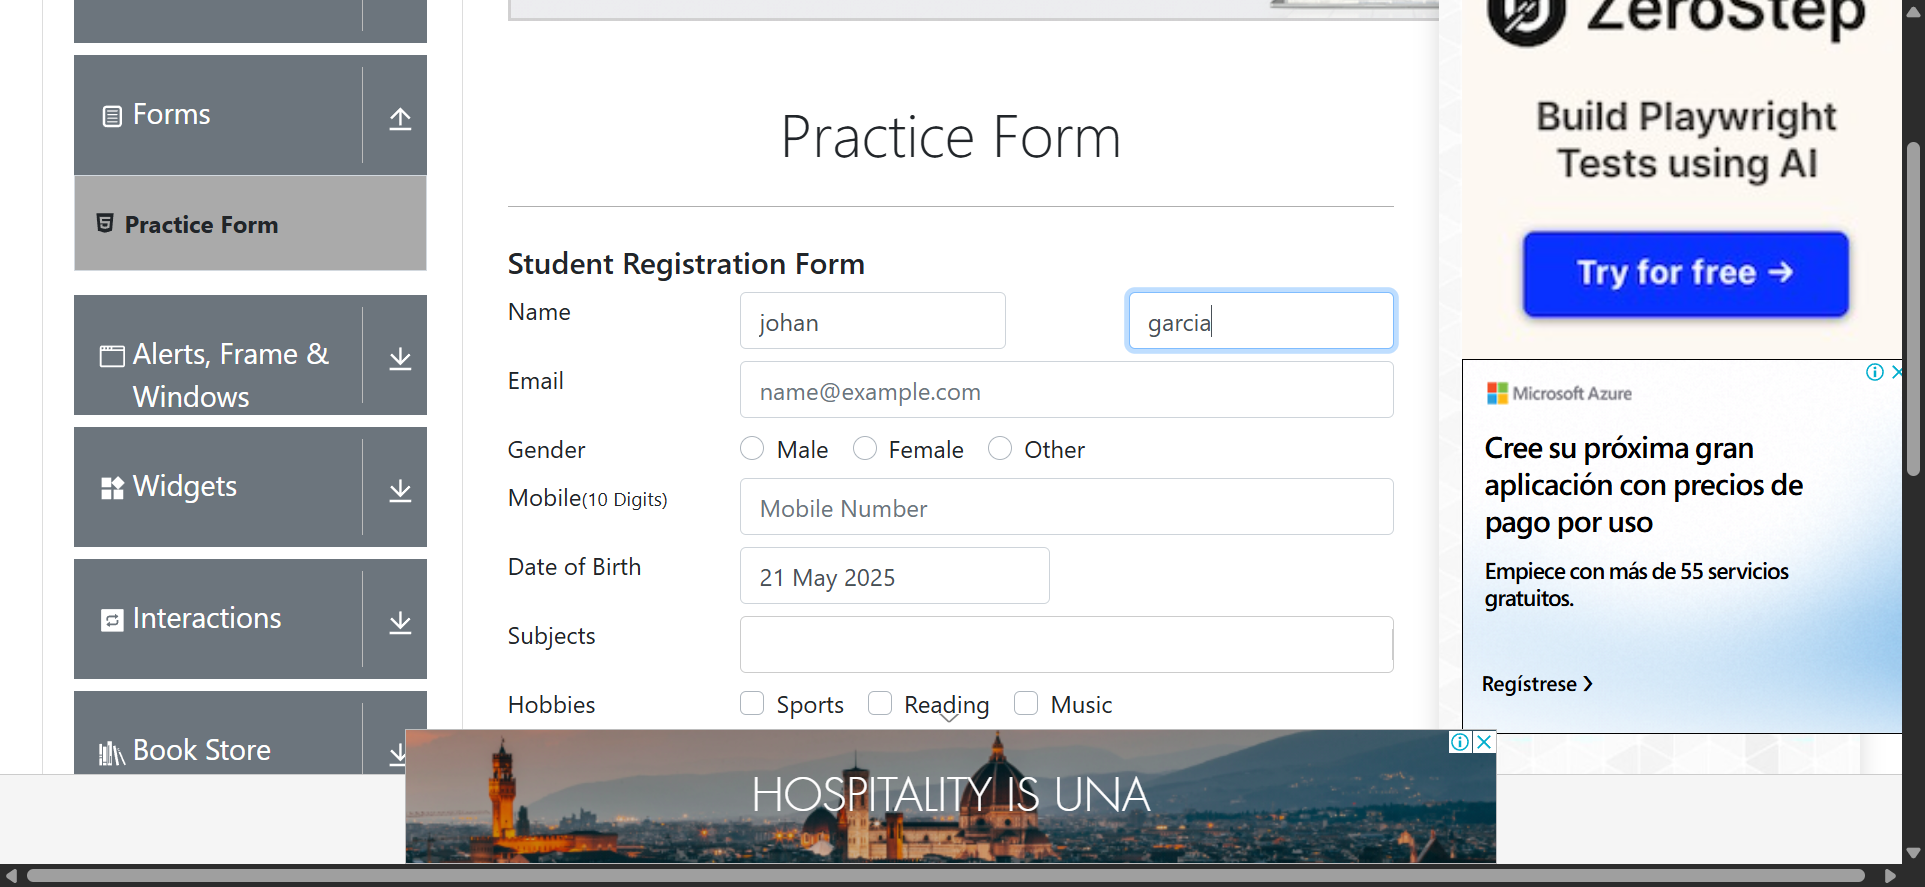 Forms
Practice Form
Alerts, Frame &
Windows
Widgets
Interactions
Book Store
Practice Form
Student Registration Form
Name
johan
garcia
Email
name@example.com
Gender
Male
Female
Other
Mobile(10 Digits)
Mobile Number
Date of Birth
21 May 2025
Subjects
Hobbies
Sports
Reading
Music
HOSPITALITY IS UNA
ZeroStep
Build Playwright
Tests using AI
Try for free →
Microsoft Azure
Cree su próxima gran
aplicación con precios de
pago por uso
Empiece con más de 55 servicios
gratuitos.
Regístrese